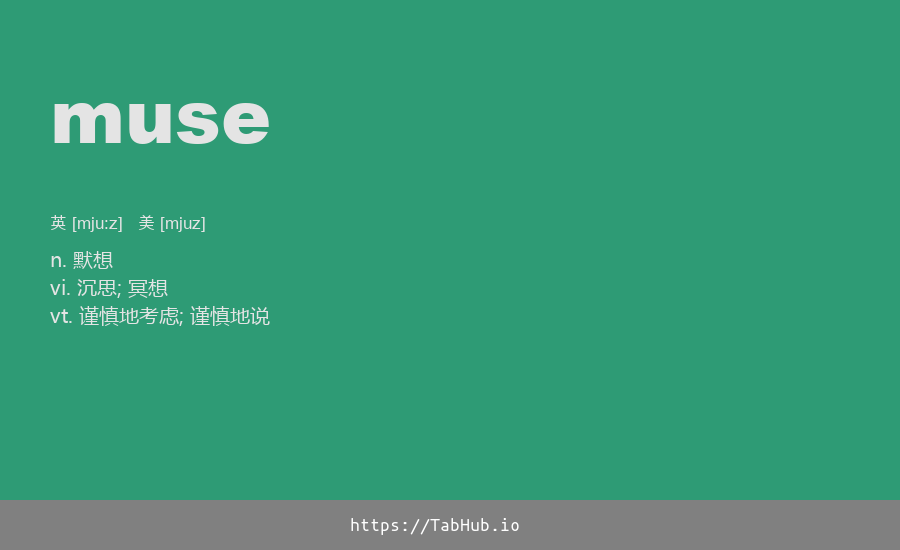 muse
英 [mju:z] 美 [mjuz]
n. 默想
vi. 沉思; 冥想
vt. 谨慎地考虑; 谨慎地说
https://TabHub.io